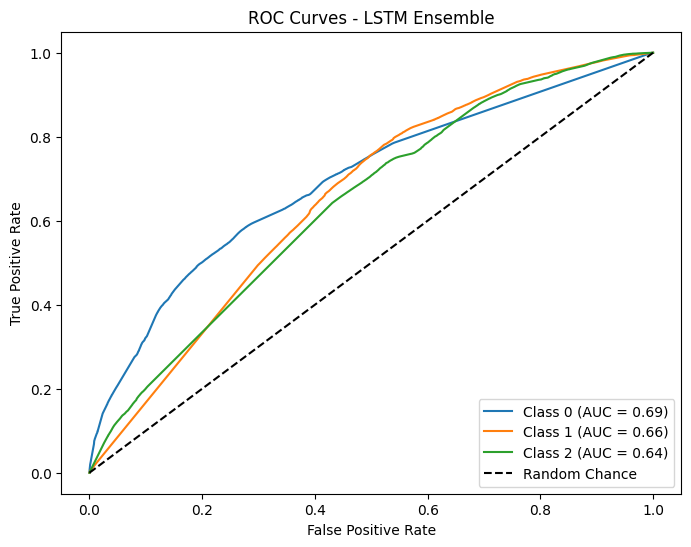 ROC Curves - LSTM Ensemble
True Positive Rate
1.0
0.8
0.6
0.4
0.2
0.0
Class 0 (AUC = 0.69)
Class 1 (AUC = 0.66)
Class 2 (AUC = 0.64)
Random Chance
0.0 0.2 0.4 0.6 0.8 1.0
False Positive Rate